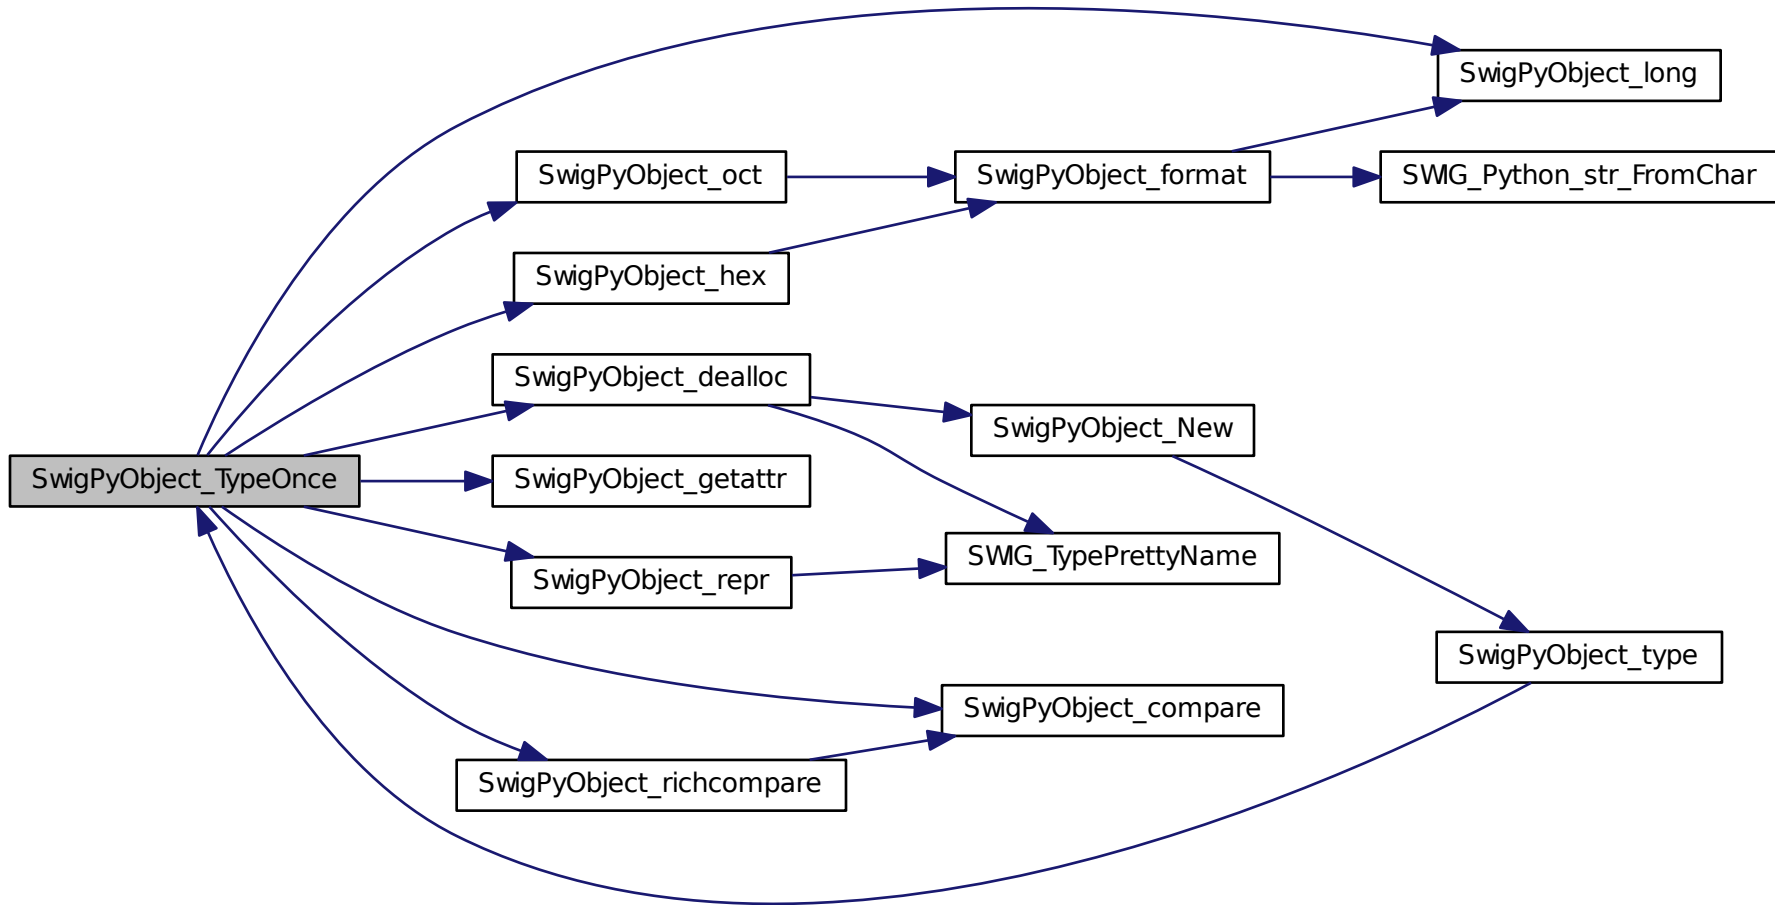 SwigPyObject_long
SwigPyObject_oct
SwigPyObject_format
SWIG_Python_str_FromChar
SwigPyObject_hex
SwigPyObject_dealloc
SwigPyObject_New
SwigPyObject_TypeOnce
SwigPyObject_getattr
SWIG_TypePrettyName
SwigPyObject_repr
SwigPyObject_type
SwigPyObject_compare
SwigPyObject_richcompare